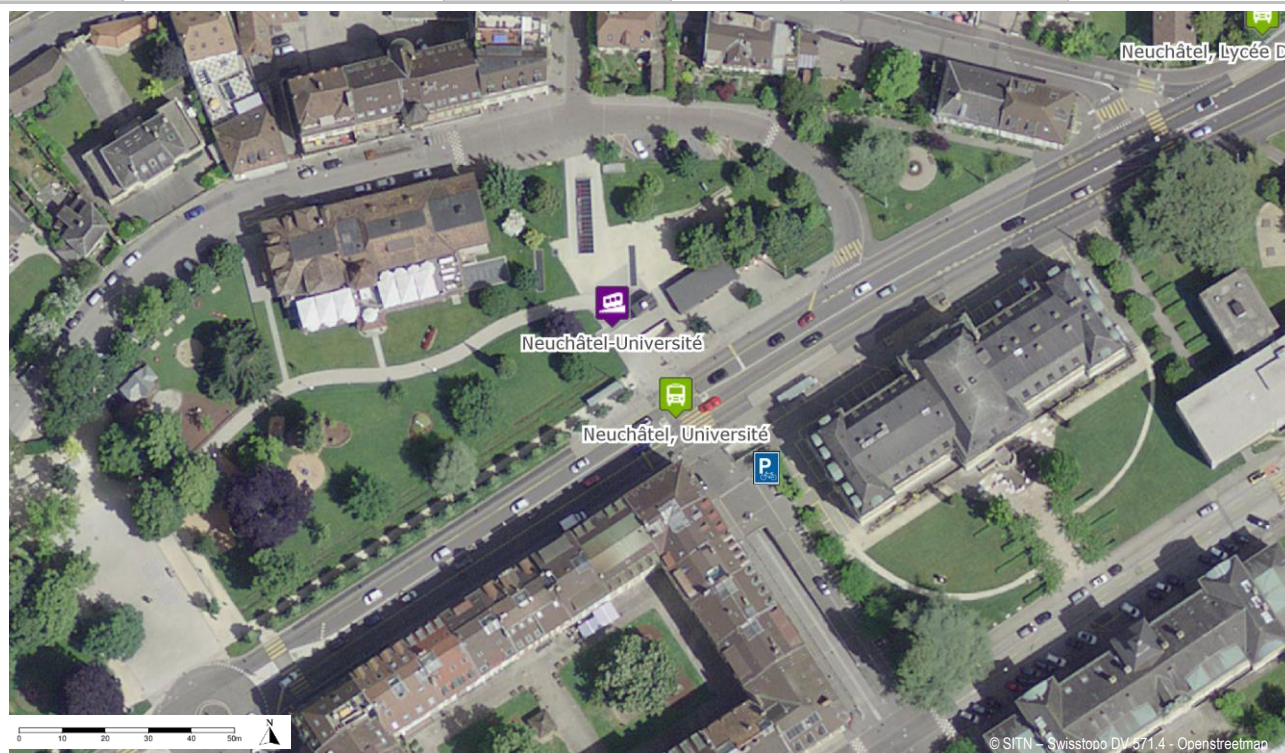 Neuchâtel, Lycée D
Neuchâtel-Université
Neuchâtel, Université
P
N
0 10 20 30 40 50m
© SITN – Swisstopo DV 571.4 - Openstreetmap